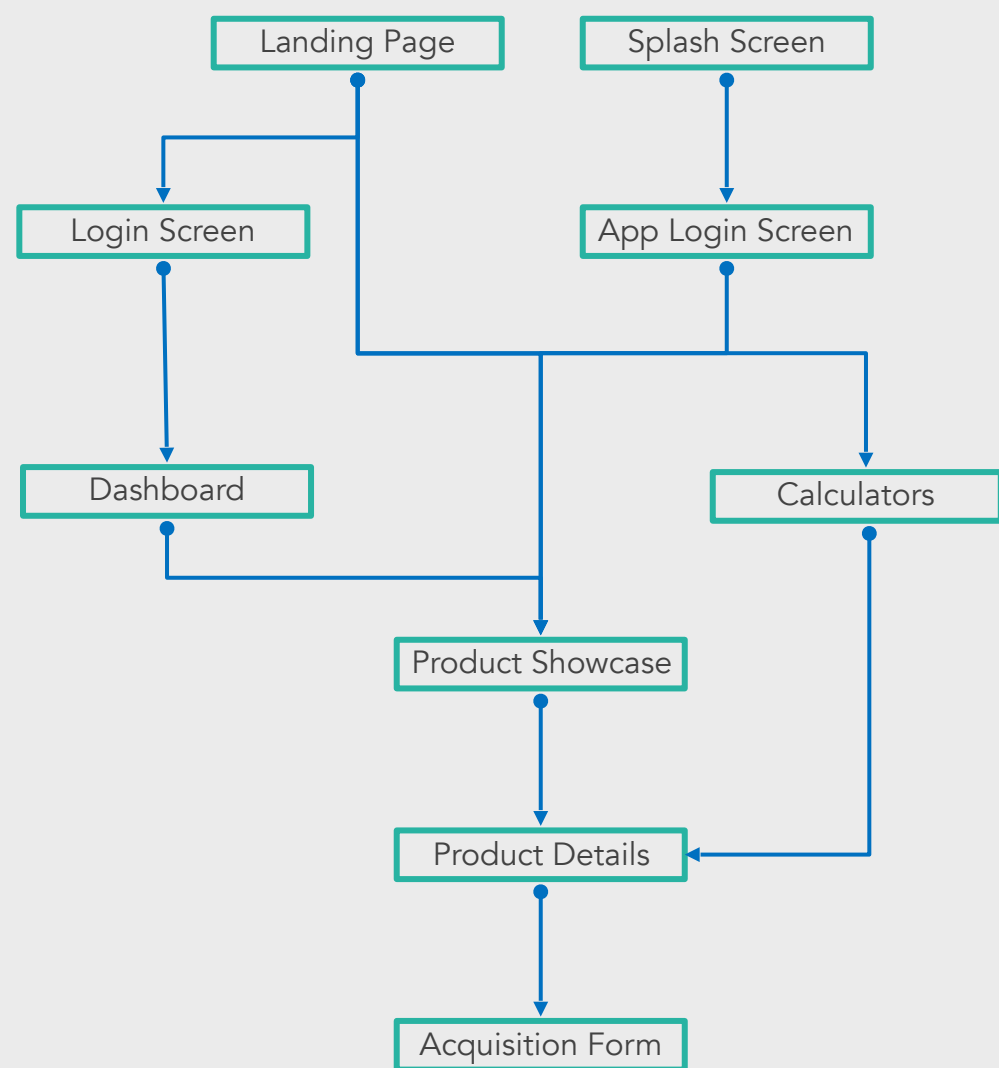 Landing Page
Splash Screen
Login Screen
App Login Screen
Dashboard
Calculators
Product Showcase
Product Details
Acquisition Form